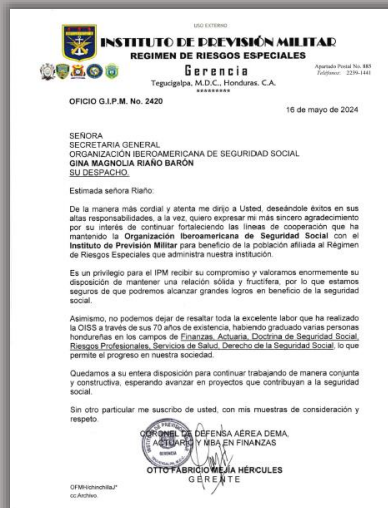 USO EXTERNO
INSTITUTO DE PREVISIÓN MILITAR
REGIMEN DE RIESGOS ESPECIALES
Gerencia
Apartado Postal No. 885
Teléfonos: 2239-1441
Tegucigalpa, M.D.C., Honduras. C.A.
*********
OFICIO G.I.P.M. No. 2420
16 de mayo de 2024
SEÑORA
SECRETARIA GENERAL
ORGANIZACIÓN IBEROAMERICANA DE SEGURIDAD SOCIAL
GINA MAGNOLIA RIAÑO BARÓN
SU DESPACHO.
Estimada señora Riaño:
De la manera más cordial y atenta me dirijo a Usted, deseándole éxitos en sus
altas responsabilidades, a la vez, quiero expresar mi más sincero agradecimiento
por su interés de continuar fortaleciendo las líneas de cooperación que ha
mantenido la Organización Iberoamericana de Seguridad Social con el
Instituto de Previsión Militar para beneficio de la población afiliada al Régimen
de Riesgos Especiales que administra nuestra institución.
Es un privilegio para el IPM recibir su compromiso y valoramos enormemente su
disposición de mantener una relación sólida y fructífera, por lo que estamos
seguros de que podremos alcanzar grandes logros en beneficio de la seguridad
social.
Asimismo, no podemos dejar de resaltar toda la excelente labor que ha realizado
la OISS a través de sus 70 años de existencia, habiendo graduado varias personas
hondureñas en los campos de Finanzas, Actuaria, Doctrina de Seguridad Social,
Riesgos Profesionales, Servicios de Salud, Derecho de la Seguridad Social, lo que
permite el progreso en nuestra sociedad.
Quedamos a su entera disposición para continuar trabajando de manera conjunta
y constructiva, esperando avanzar en proyectos que contribuyan a la seguridad
social.
Sin otro particular me suscribo de usted, con mis muestras de consideración y
respeto.
CORONEL DE DEFENSA AÉREA DEMA,
ACTUARIO Y MBA EN FINANZAS
OTTO FABRICIO MEJÍA HÉRCULES
GERENTE
cc.Archivo.